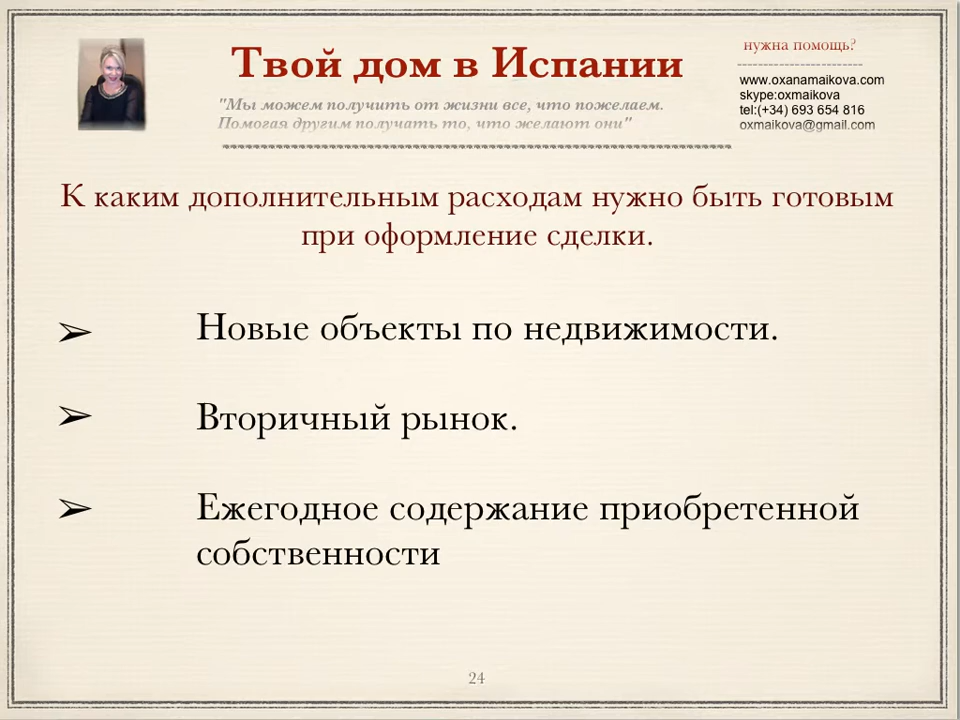 Твой дом в Испании
"Мы можем получить от жизни все, что пожелаем.
Помогая другим получать то, что желают они"
нужна помощь?
www.oxanamaikova.com
skype:oxmaikova
tel:(+34) 693 654 816
oxmaikova@gmail.com
К каким дополнительным расходам нужно быть готовым
при оформление сделки.
➢ Новые объекты по недвижимости.
➢ Вторичный рынок.
➢ Ежегодное содержание приобретенной
собственности
24